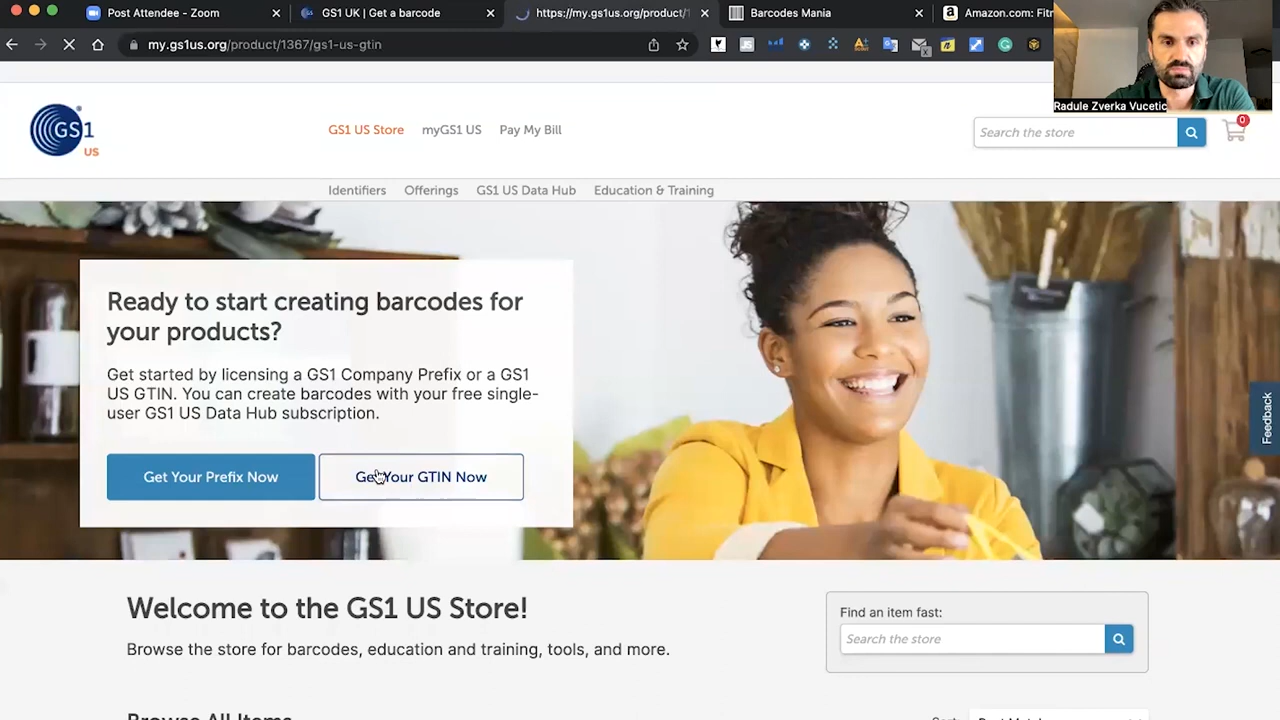 Post Attendee - Zoom
GS1 UK | Get a barcode
https://my.gs1us.org/product/1
Barcodes Mania
Amazon.com: Fitn
my.gs1us.org/product/1367/gs1-us-gtin
Radule Zverka Vucetic
GS1
US
GS1 US Store
myGS1 US
Pay My Bill
Search the store
0
Identifiers
Offerings
GS1 US Data Hub
Education & Training
Ready to start creating barcodes for
your products?
Get started by licensing a GS1 Company Prefix or a GS1
US GTIN. You can create barcodes with your free single-
user GS1 US Data Hub subscription.
Get Your Prefix Now
Get Your GTIN Now
Feedback
Welcome to the GS1 US Store!
Browse the store for barcodes, education and training, tools, and more.
Find an item fast:
Search the store
Browse All Items